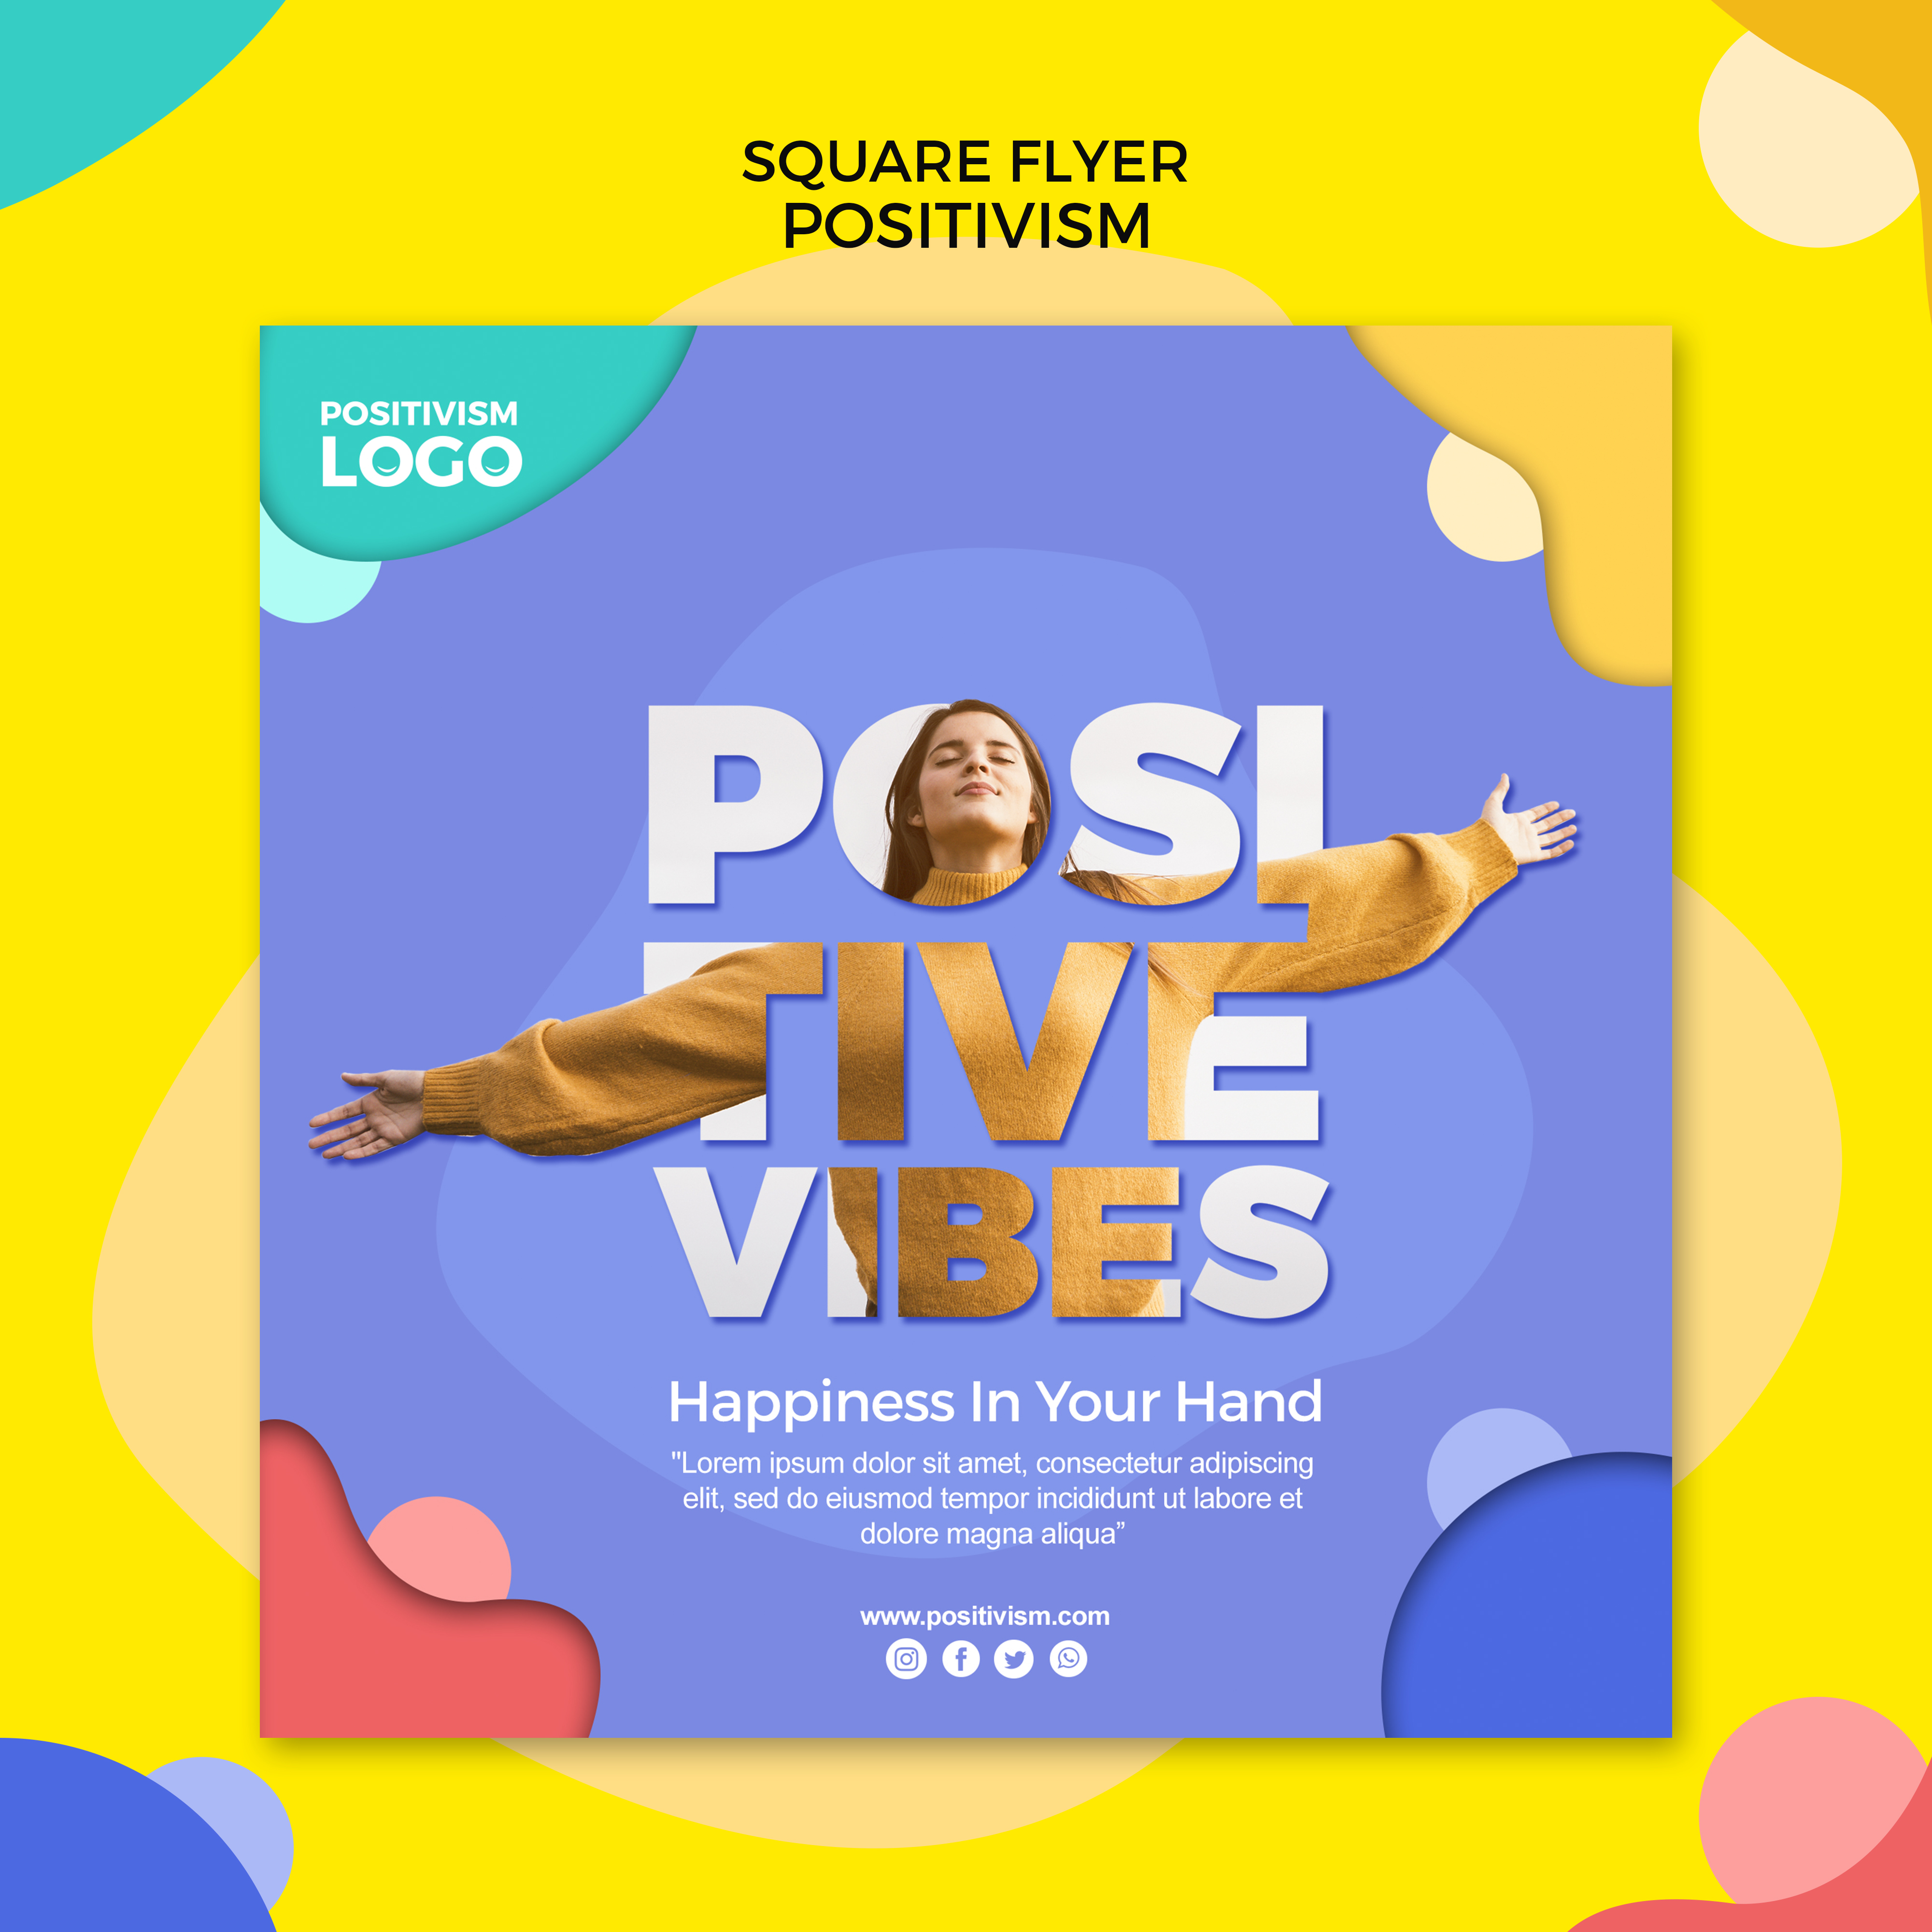 SQUARE FLYER
POSITIVISM
POSITIVISM
LOGO
POSI
TIVE
VIBES
Happiness In Your Hand
"Lorem ipsum dolor sit amet, consectetur adipiscing
elit, sed do eiusmod tempor incididunt ut labore et
dolore magna aliqua”
www.positivism.com